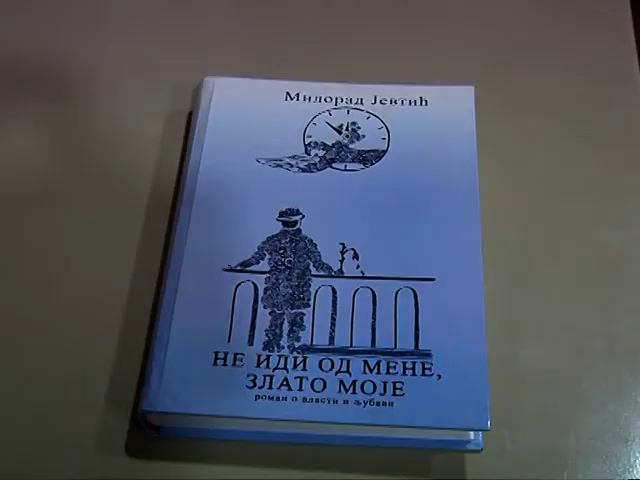 Милорад Јевтић
НЕ ИДИ ОД МЕНЕ,
ЗЛАТО МОЈЕ
роман о власти и љубави